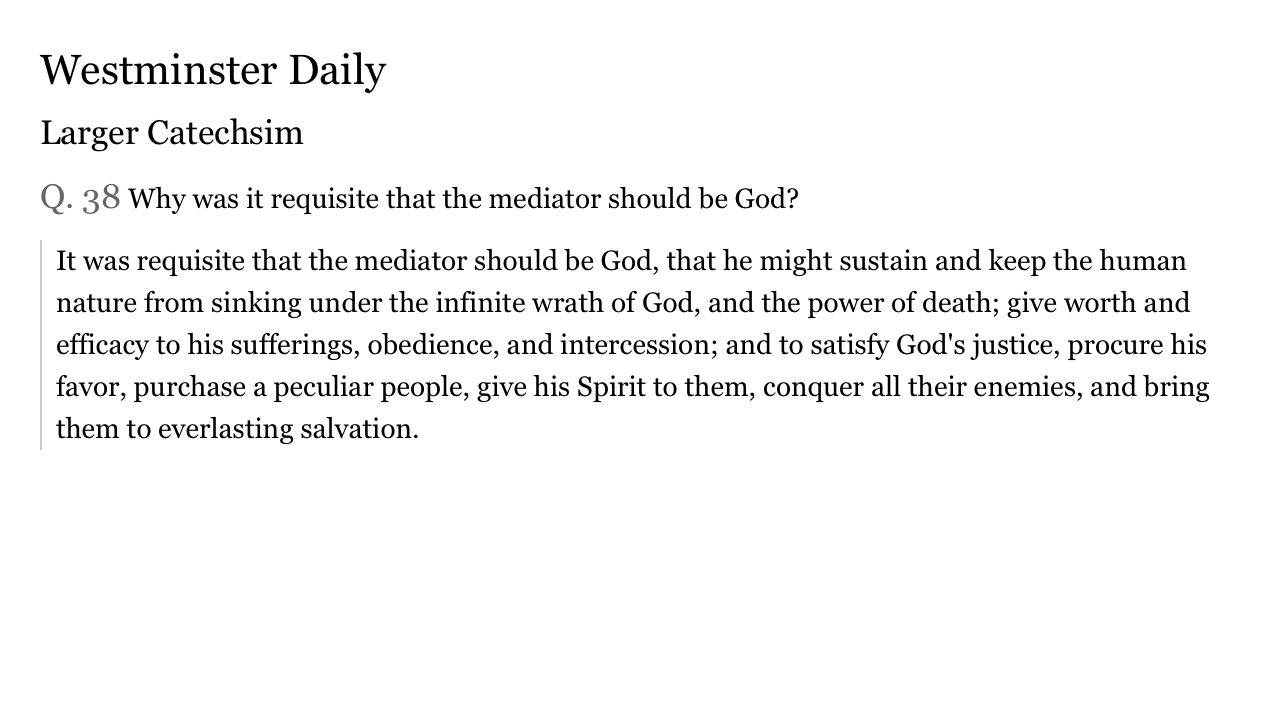 Westminster Daily
Larger Catechsim
Q. 38 Why was it requisite that the mediator should be God?
It was requisite that the mediator should be God, that he might sustain and keep the human
nature from sinking under the infinite wrath of God, and the power of death; give worth and
efficacy to his sufferings, obedience, and intercession; and to satisfy God's justice, procure his
favor, purchase a peculiar people, give his Spirit to them, conquer all their enemies, and bring
them to everlasting salvation.